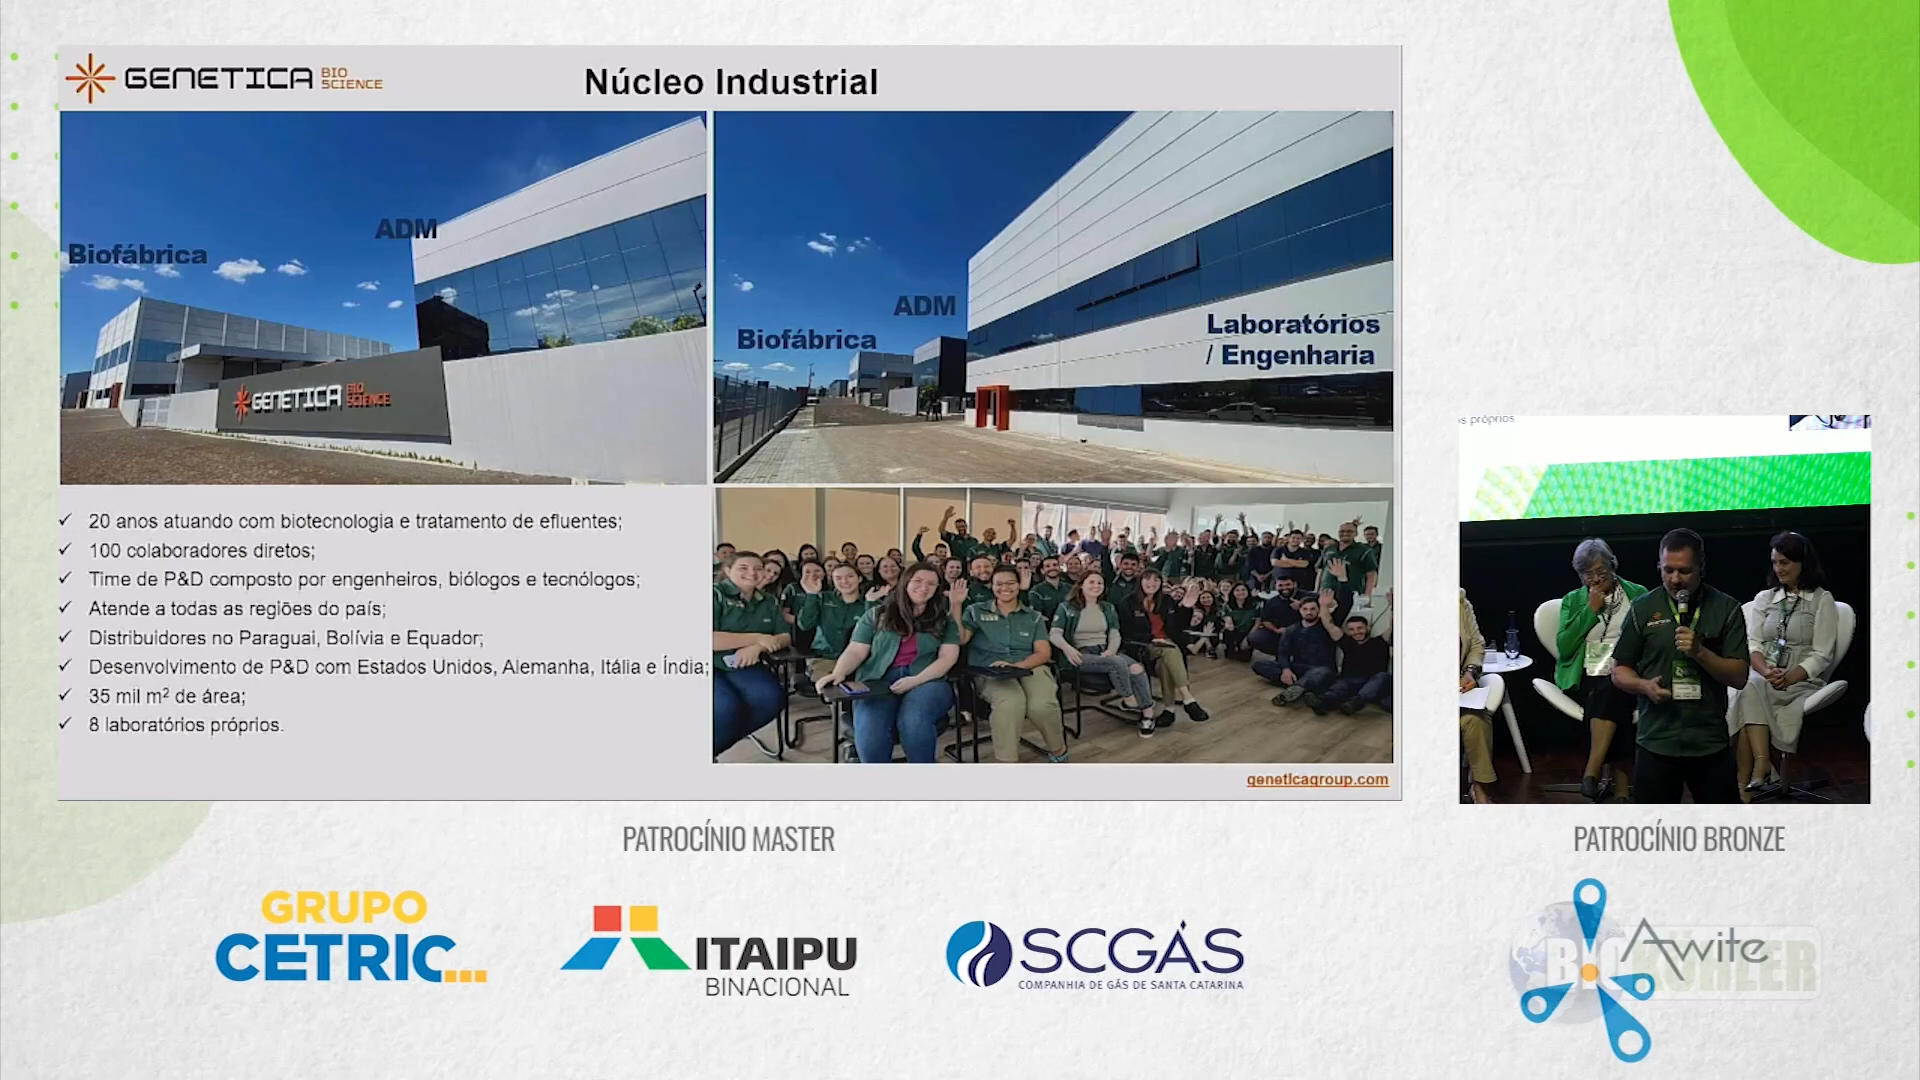 GENETICA BIO SCIENCE
Núcleo Industrial
Biofábrica
ADM
GENETICA BIO SCIENCE
Biofábrica
ADM
Laboratórios
/ Engenharia
✓ 20 anos atuando com biotecnologia e tratamento de efluentes;
✓ 100 colaboradores diretos;
✓ Time de P&D composto por engenheiros, biólogos e tecnólogos;
✓ Atende a todas as regiões do país;
✓ Distribuidores no Paraguai, Bolívia e Equador;
✓ Desenvolvimento de P&D com Estados Unidos, Alemanha, Itália e Índia;
✓ 35 mil m² de área;
✓ 8 laboratórios próprios.
geneticagroup.com
próprios
PATROCÍNIO MASTER
GRUPO
CETRIC...
ITAIPU
BINACIONAL
SCGÁS
COMPANHIA DE GÁS DE SANTA CATARINA
PATROCÍNIO BRONZE
Awite
BIOKÖHLER